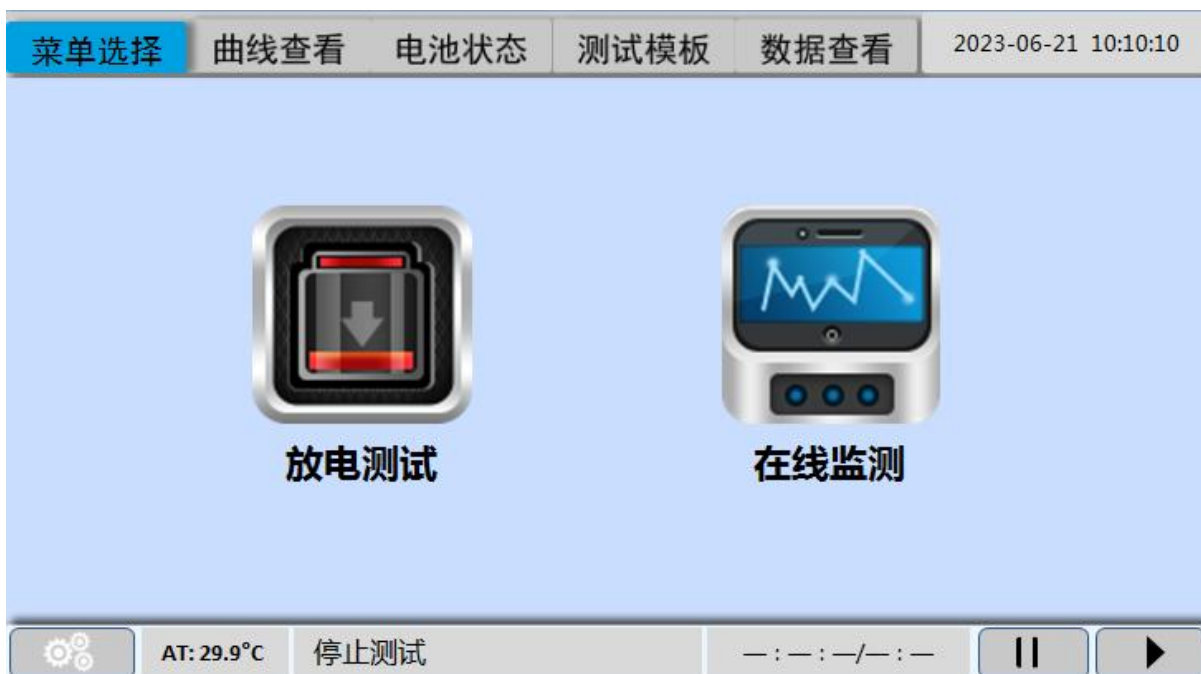 菜单选择 曲线查看 电池状态 测试模板 数据查看 2023-06-21 10:10:10
放电测试 在线监测
AT: 29.9°C 停止测试 — : — : —/— : —